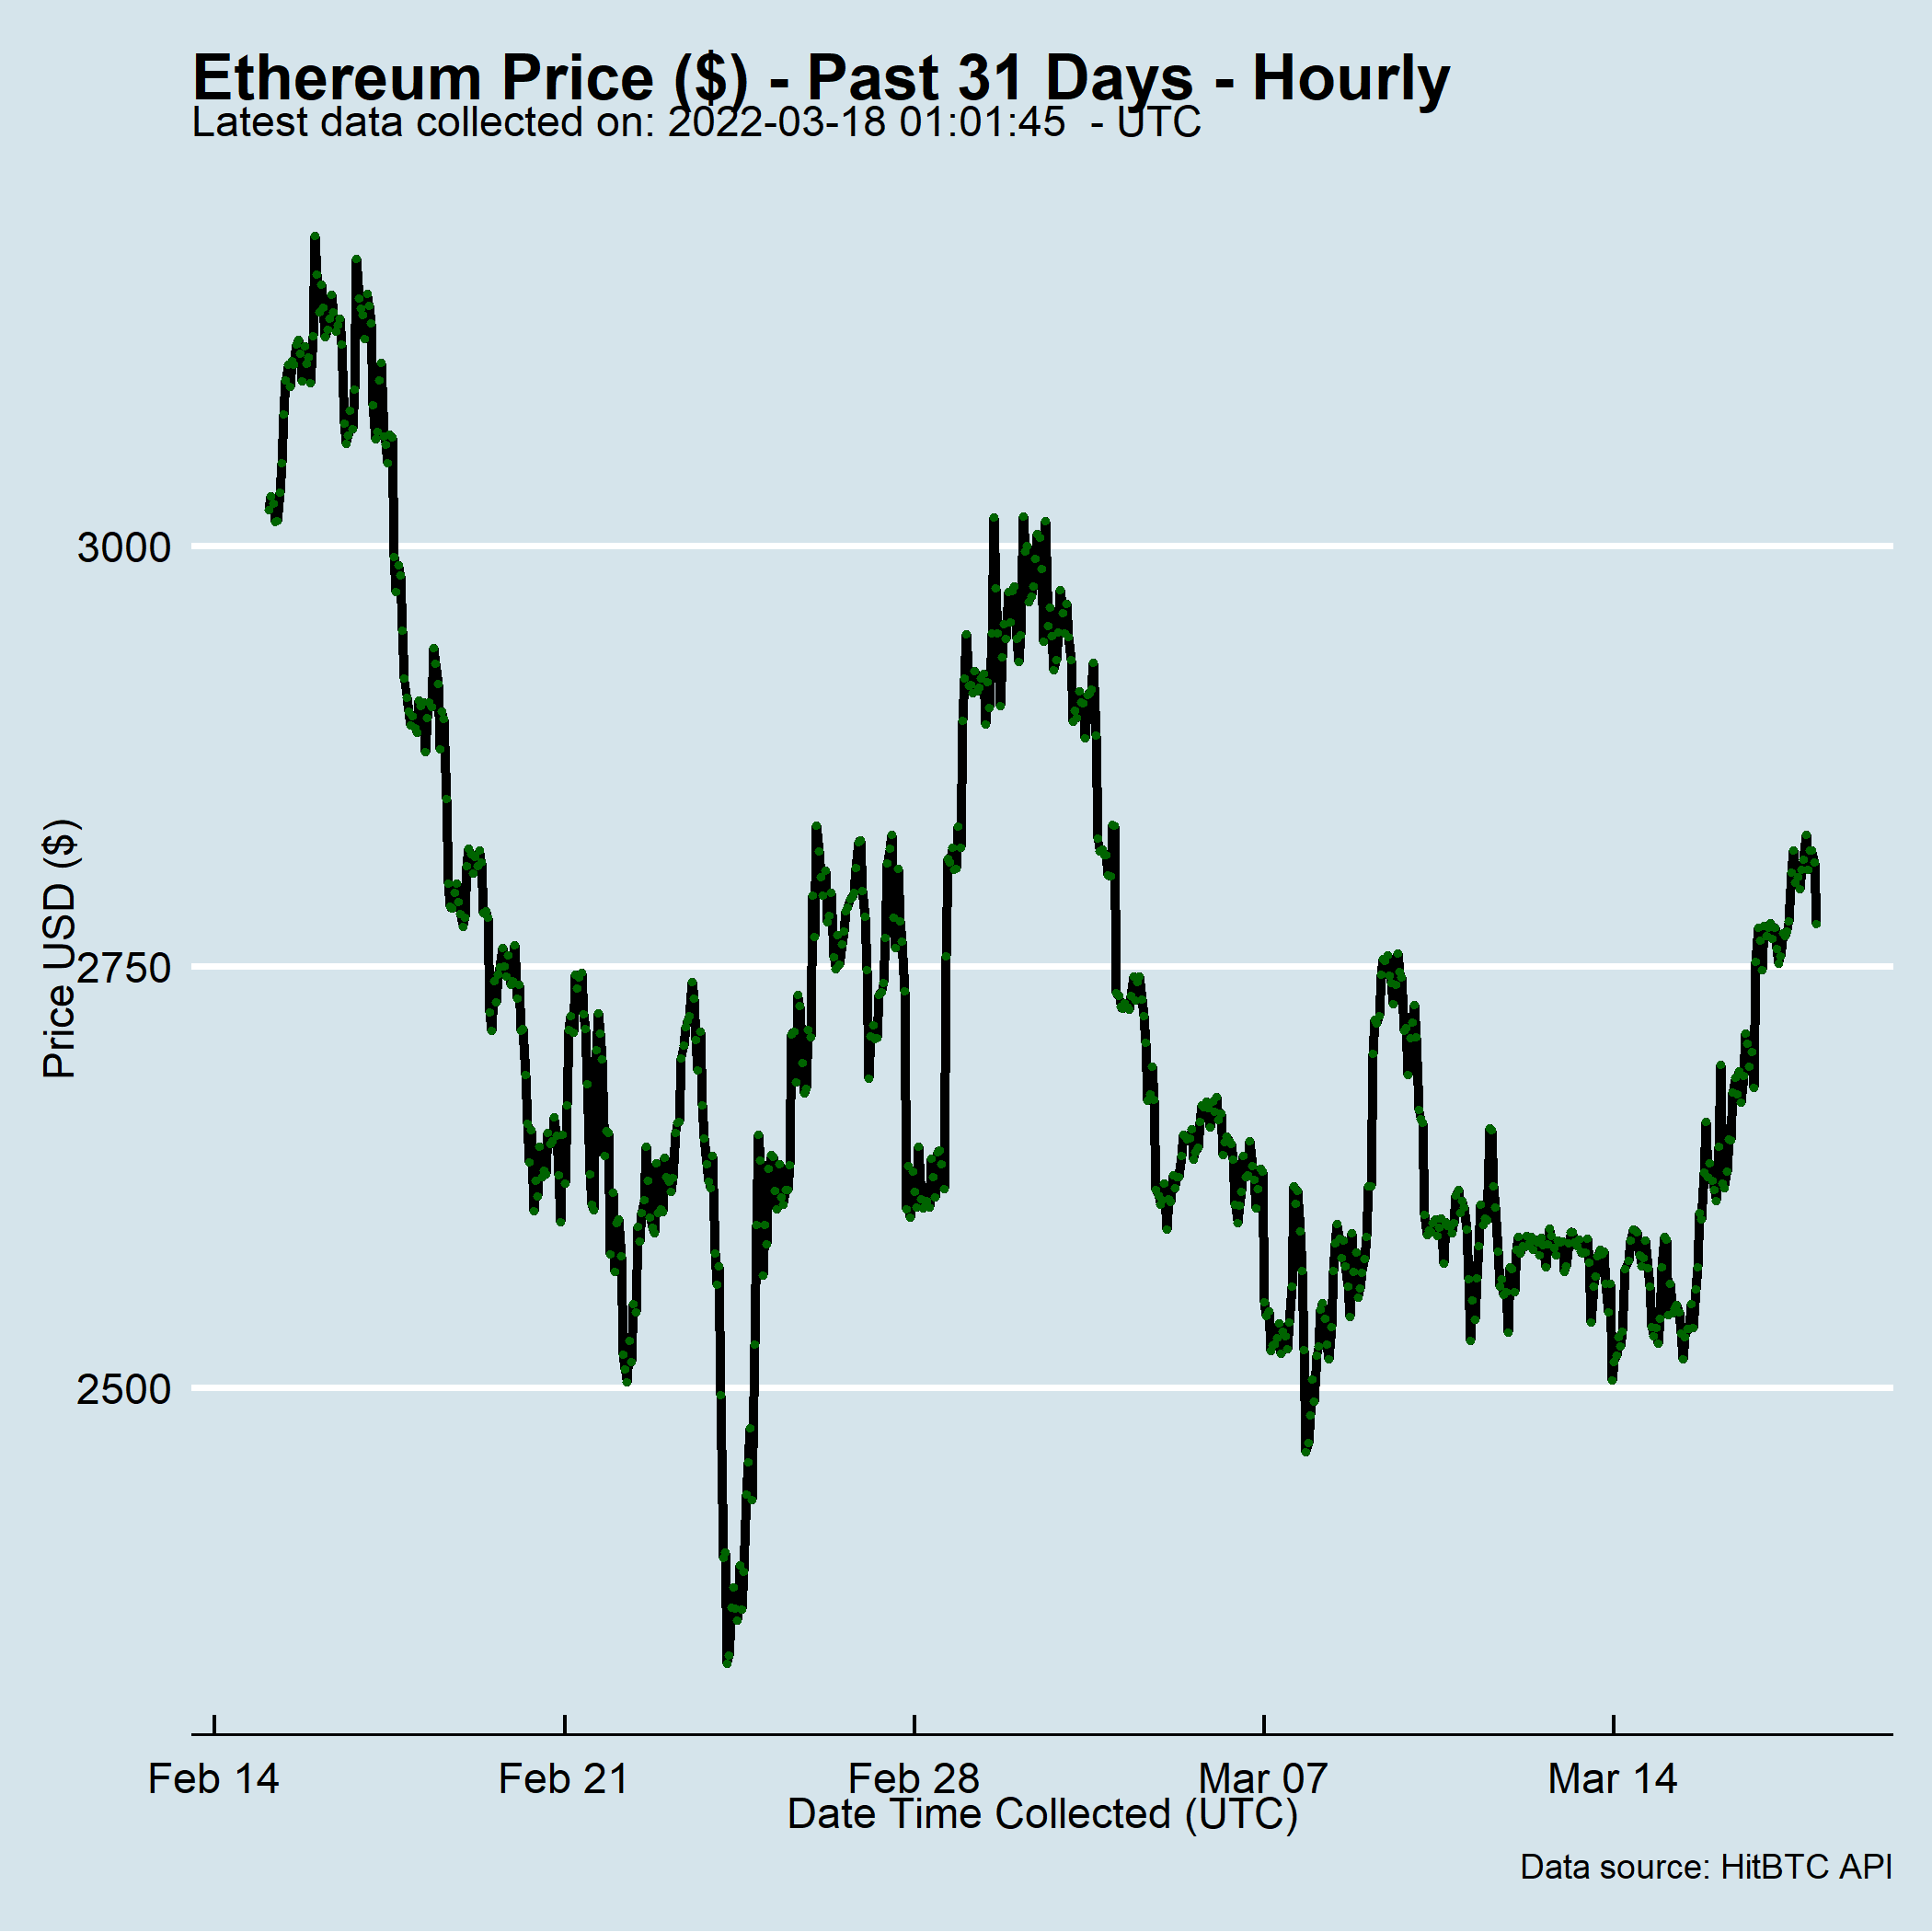 Ethereum Price ($) - Past 31 Days - Hourly
Latest data collected on: 2022-03-18 01:01:45  - UTC
Price USD ($)
3000
2750
2500
Feb 14
Feb 21
Feb 28
Mar 07
Mar 14
Date Time Collected (UTC)
Data source: HitBTC API